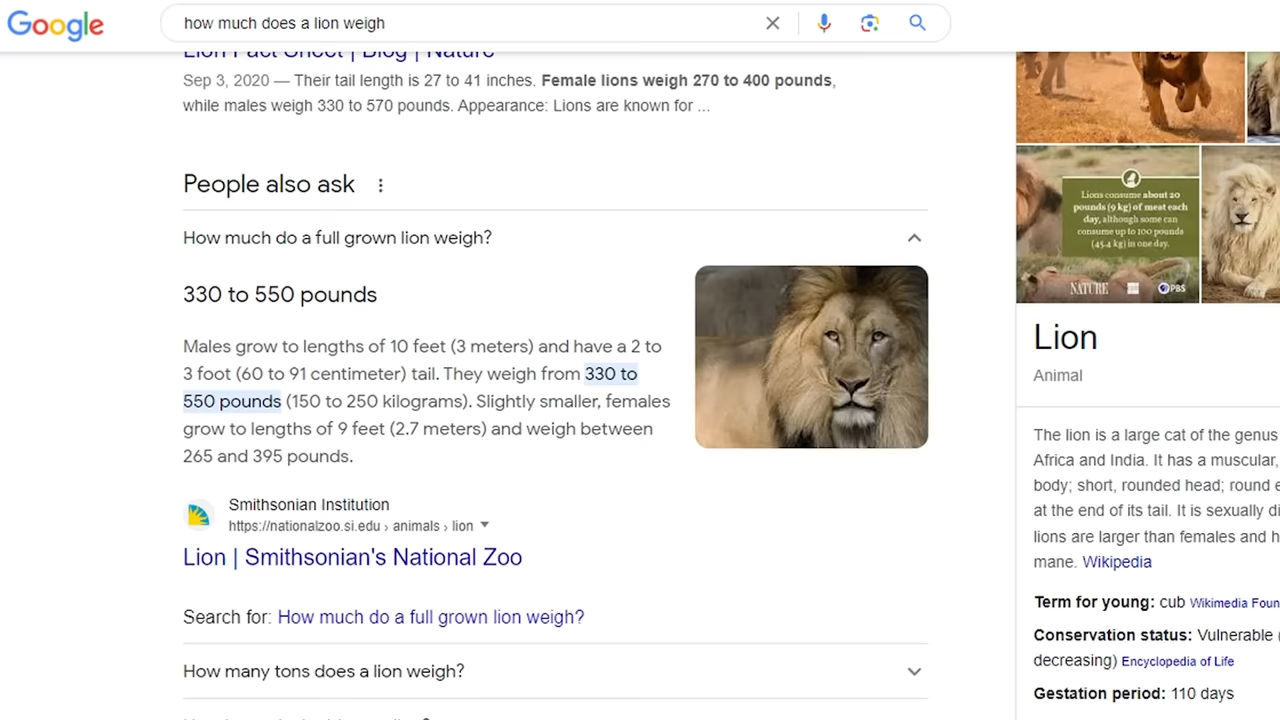 Google
how much does a lion weigh
Lion Fact Sheet | Blog | Nature
Sep 3, 2020 — Their tail length is 27 to 41 inches. Female lions weigh 270 to 400 pounds,
while males weigh 330 to 570 pounds. Appearance: Lions are known for ...
People also ask
How much do a full grown lion weigh?
330 to 550 pounds
Males grow to lengths of 10 feet (3 meters) and have a 2 to
3 foot (60 to 91 centimeter) tail. They weigh from 330 to
550 pounds (150 to 250 kilograms). Slightly smaller, females
grow to lengths of 9 feet (2.7 meters) and weigh between
265 and 395 pounds.
Smithsonian Institution
https://nationalzoo.si.edu › animals › lion
Lion | Smithsonian's National Zoo
Search for: How much do a full grown lion weigh?
How many tons does a lion weigh?
Lions consume about 20
pounds (9 kg) of meat each
day, although some can
consume up to 100 pounds
(45.4 kg) in one day.
NATURE
PBS
Lion
Animal
The lion is a large cat of the genus
Africa and India. It has a muscular,
body; short, rounded head; round e
at the end of its tail. It is sexually di
lions are larger than females and h
mane. Wikipedia
Term for young: cub Wikimedia Foun
Conservation status: Vulnerable (
decreasing) Encyclopedia of Life
Gestation period: 110 days